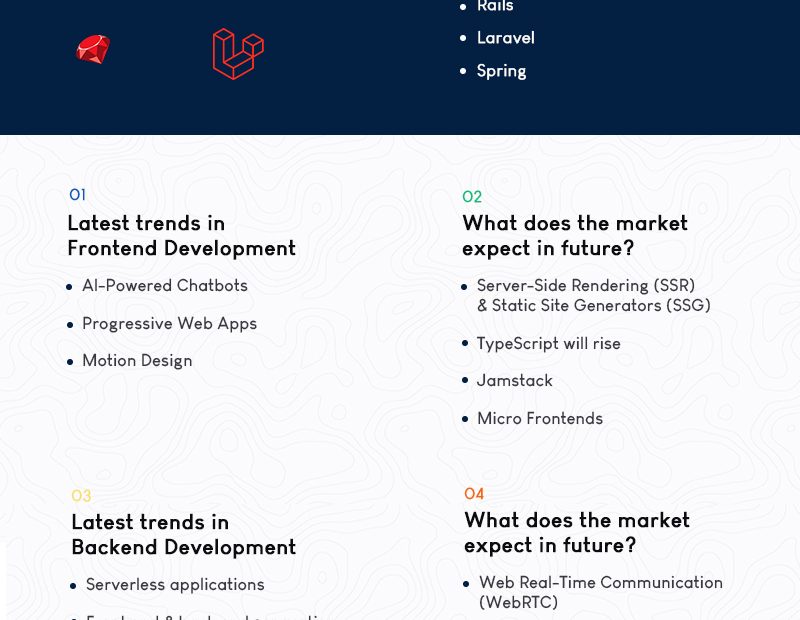 Rails
Laravel
Spring
01
Latest trends in
Frontend Development
AI-Powered Chatbots
Progressive Web Apps
Motion Design
02
What does the market
expect in future?
Server-Side Rendering (SSR)
& Static Site Generators (SSG)
TypeScript will rise
Jamstack
Micro Frontends
03
Latest trends in
Backend Development
Serverless applications
04
What does the market
expect in future?
Web Real-Time Communication
(WebRTC)